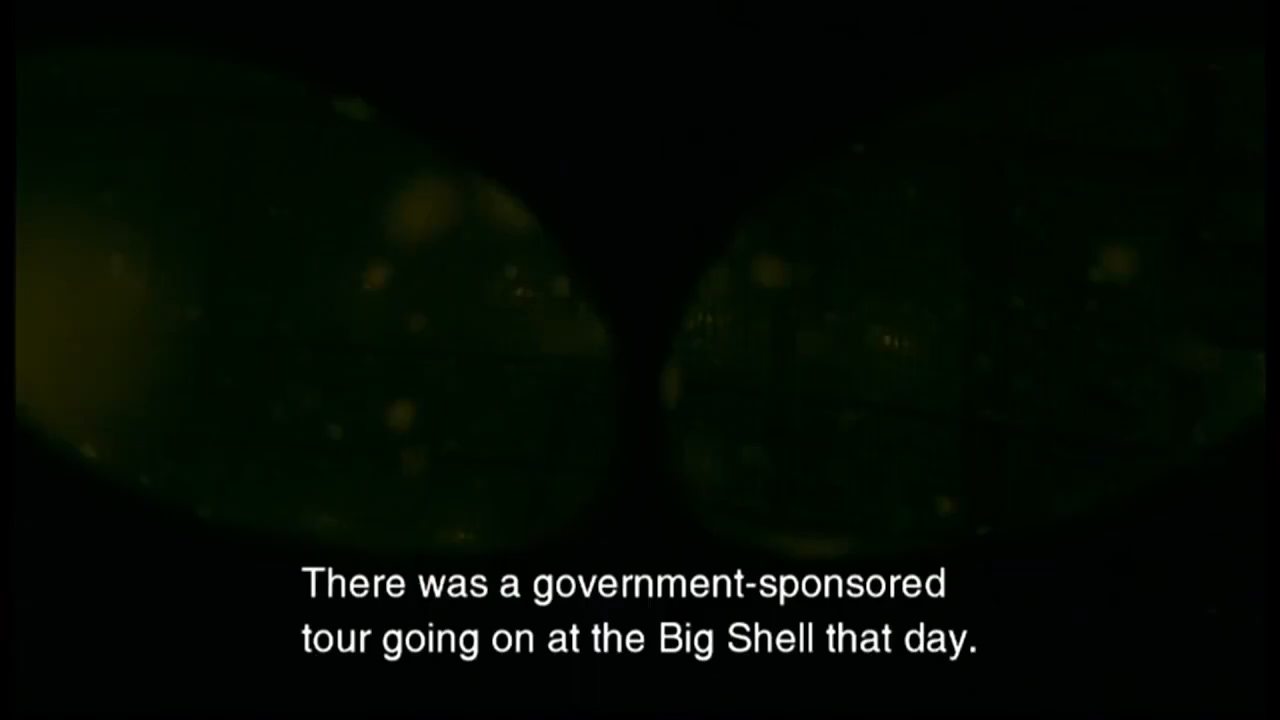 There was a government-sponsored
tour going on at the Big Shell that day.